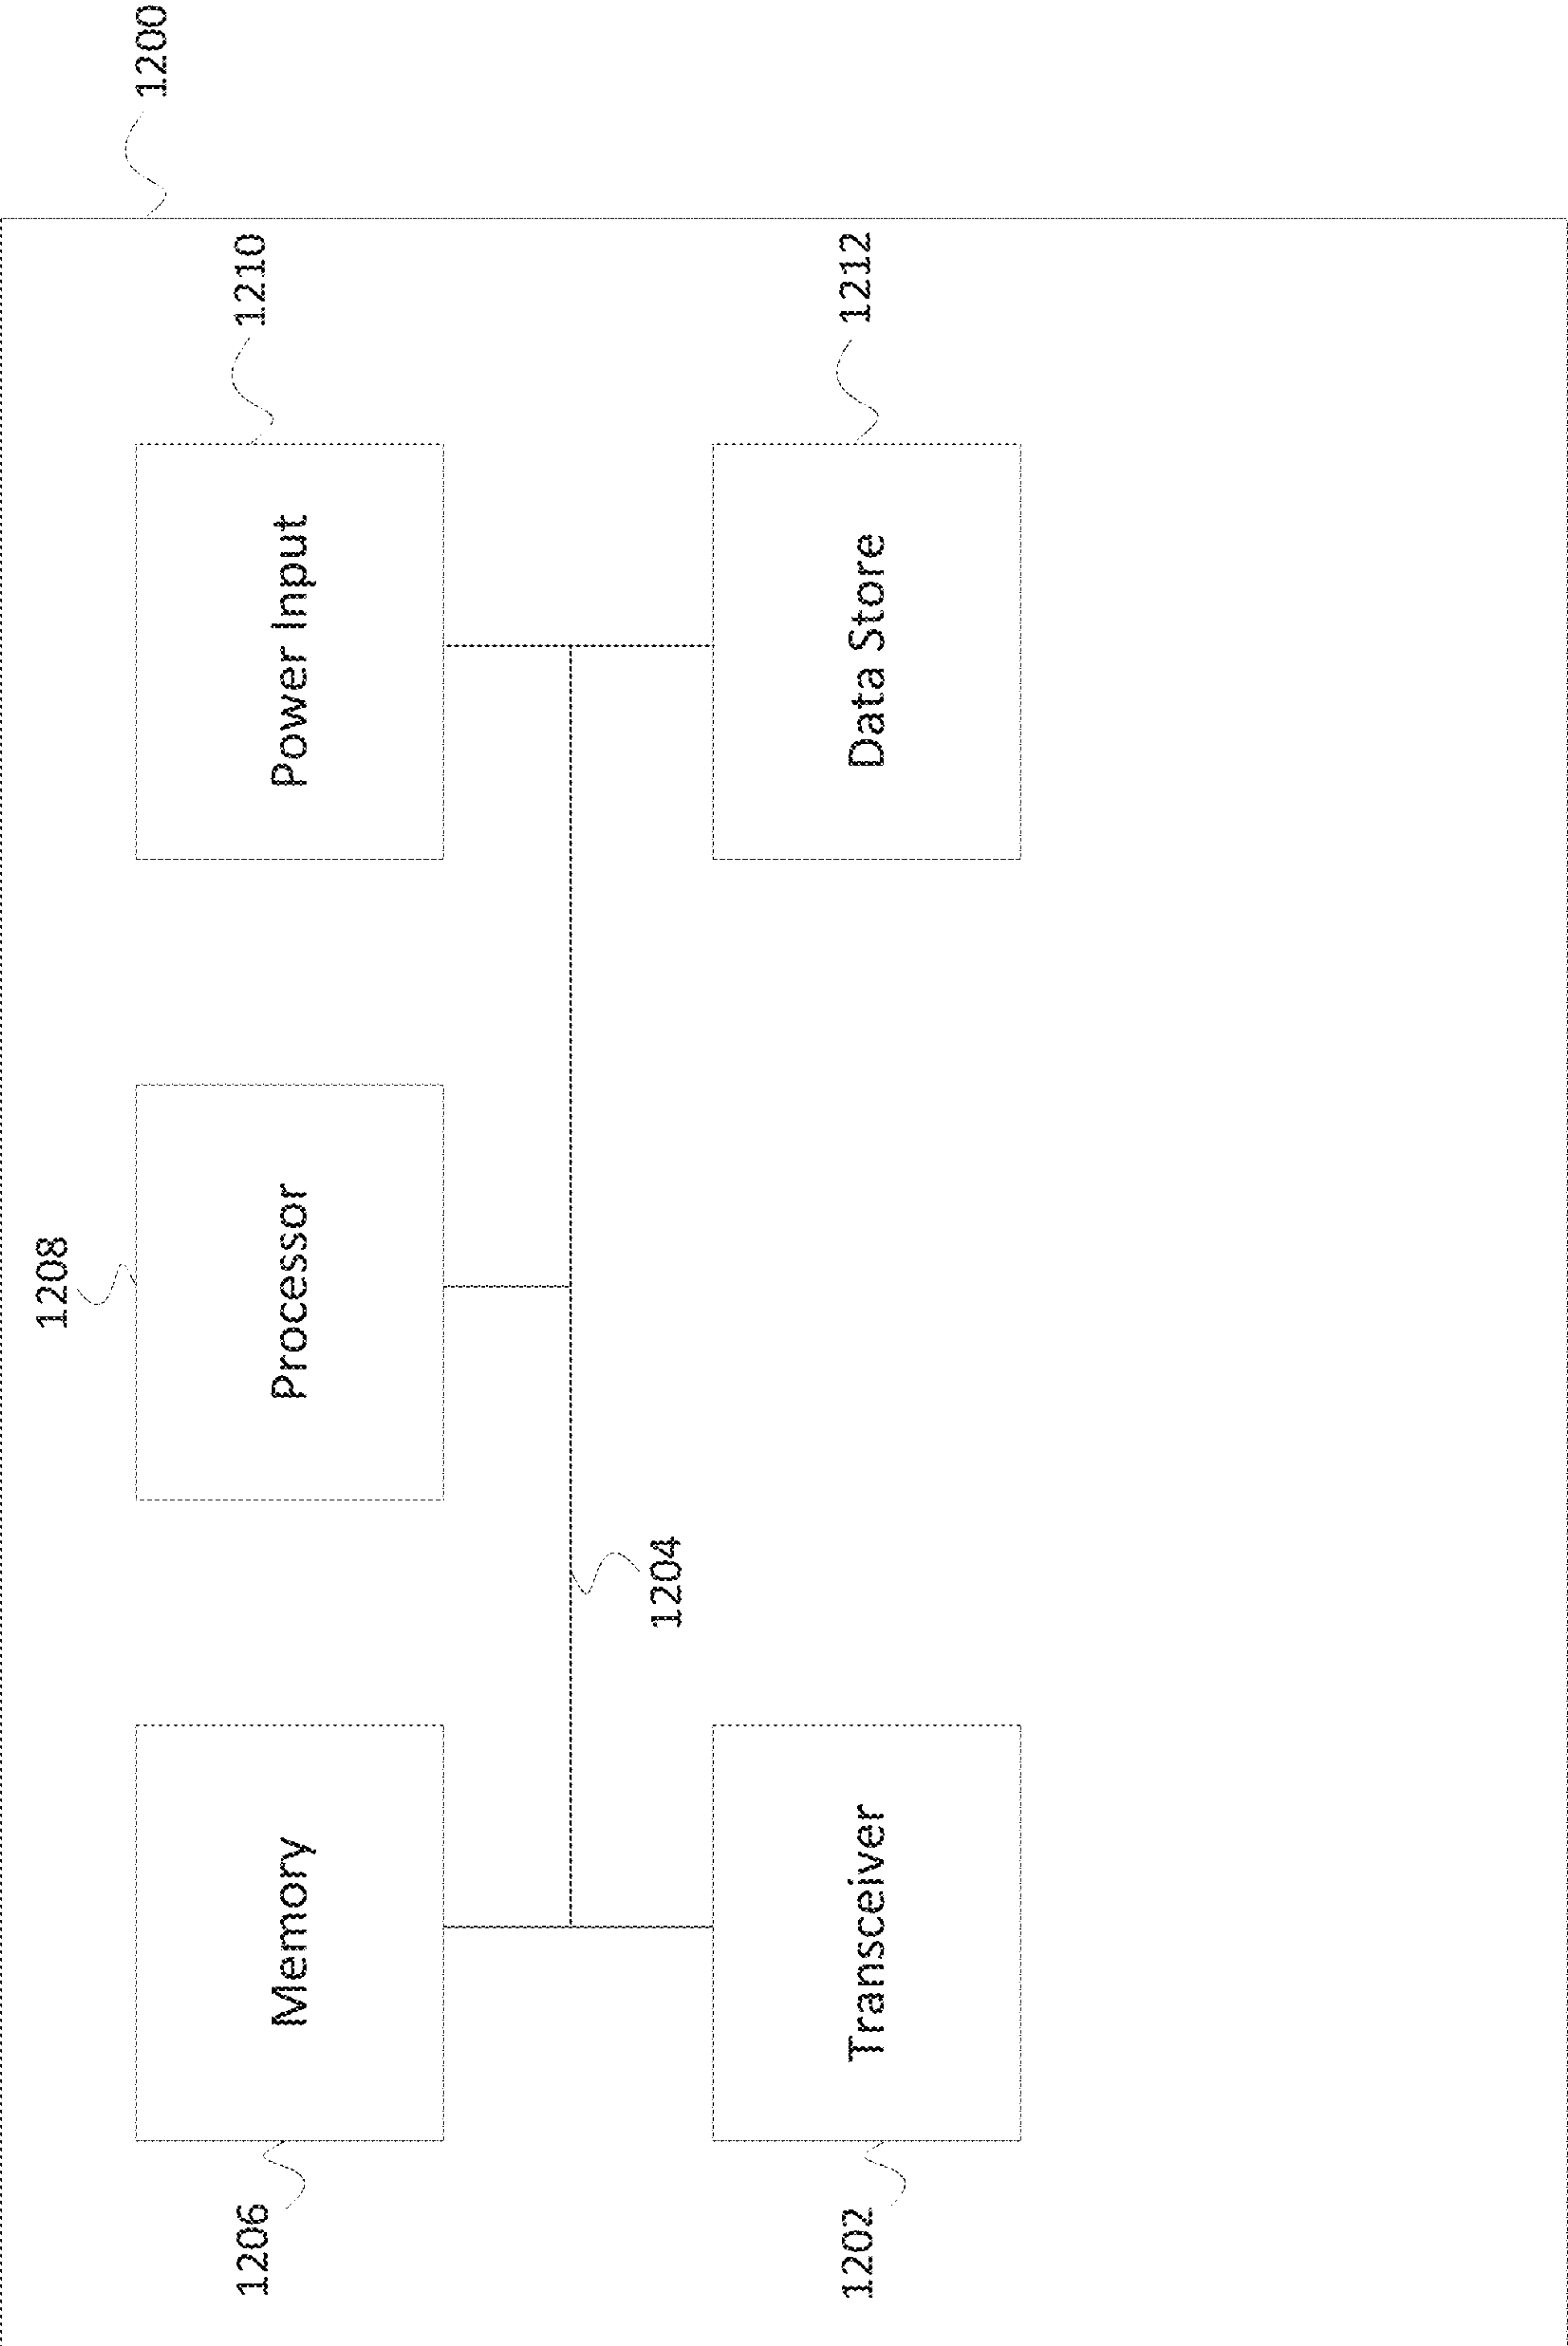 1200
1208
1206
Memory
Processor
Power Input
1210
1204
1202
Transceiver
Data Store
1212